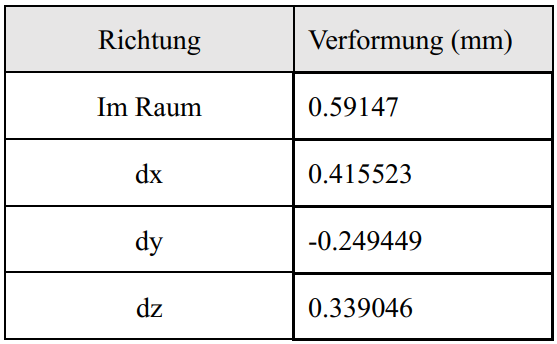 Richtung Verformung (mm)
Im Raum 0.59147
dx 0.415523
dy -0.249449
dz 0.339046